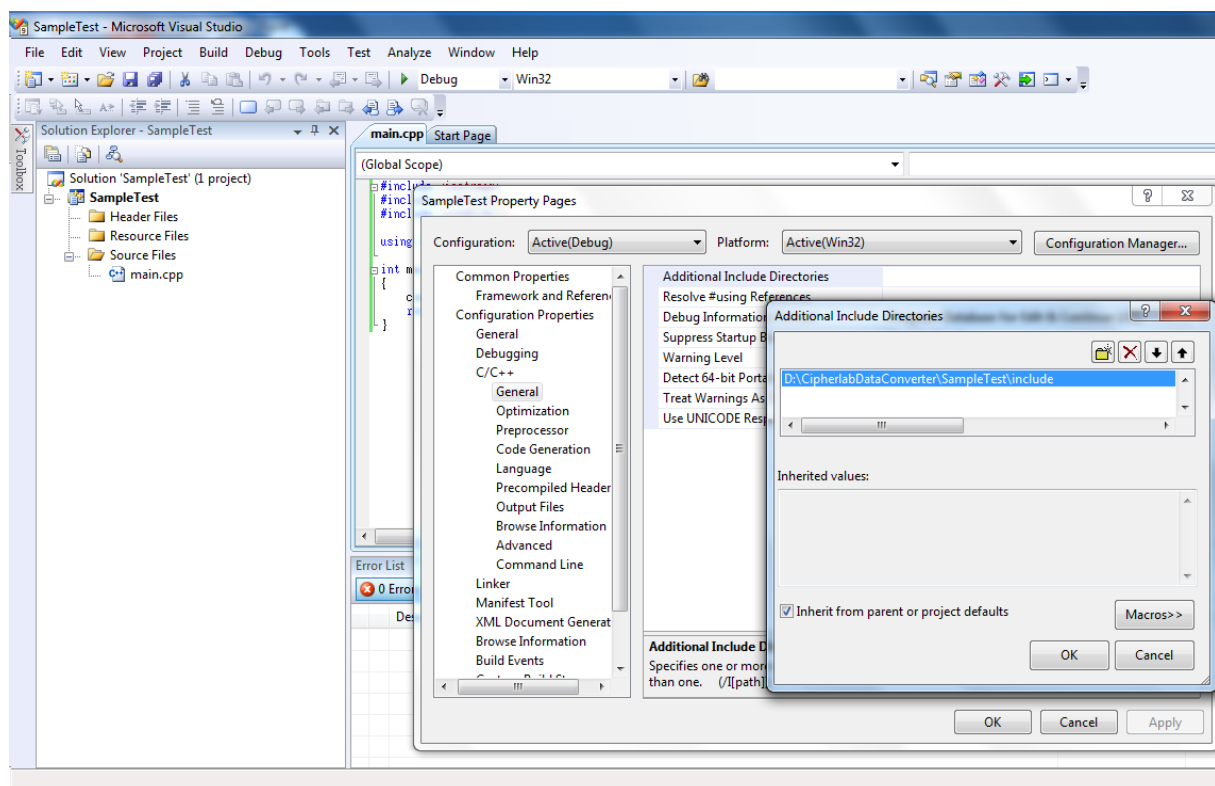 SampleTest - Microsoft Visual Studio
File Edit View Project Build Debug Tools Test Analyze Window Help
Debug Win32
Solution Explorer - SampleTest
Toolbox
Solution 'SampleTest' (1 project)
SampleTest
Header Files
Resource Files
Source Files
main.cpp
main.cpp Start Page
(Global Scope)
#incl
#incl
#incl
using
int m
{
c
r
}
Error List
0 Erro
De
SampleTest Property Pages
Configuration: Active(Debug) Platform: Active(Win32) Configuration Manager...
Common Properties
Framework and Referen
Configuration Properties
General
Debugging
C/C++
General
Optimization
Preprocessor
Code Generation
Language
Precompiled Header
Output Files
Browse Information
Advanced
Command Line
Linker
Manifest Tool
XML Document Generat
Browse Information
Build Events
Additional Include Directories
Resolve #using References
Debug Information
Suppress Startup B
Warning Level
Detect 64-bit Porta
Treat Warnings As
Use UNICODE Resp
Additional Include D
Specifies one or more
than one. (/I[path]
OK Cancel Apply
Additional Include Directories
D:\CipherlabDataConverter\SampleTest\include
Inherited values:
Inherit from parent or project defaults
Macros>>
OK Cancel